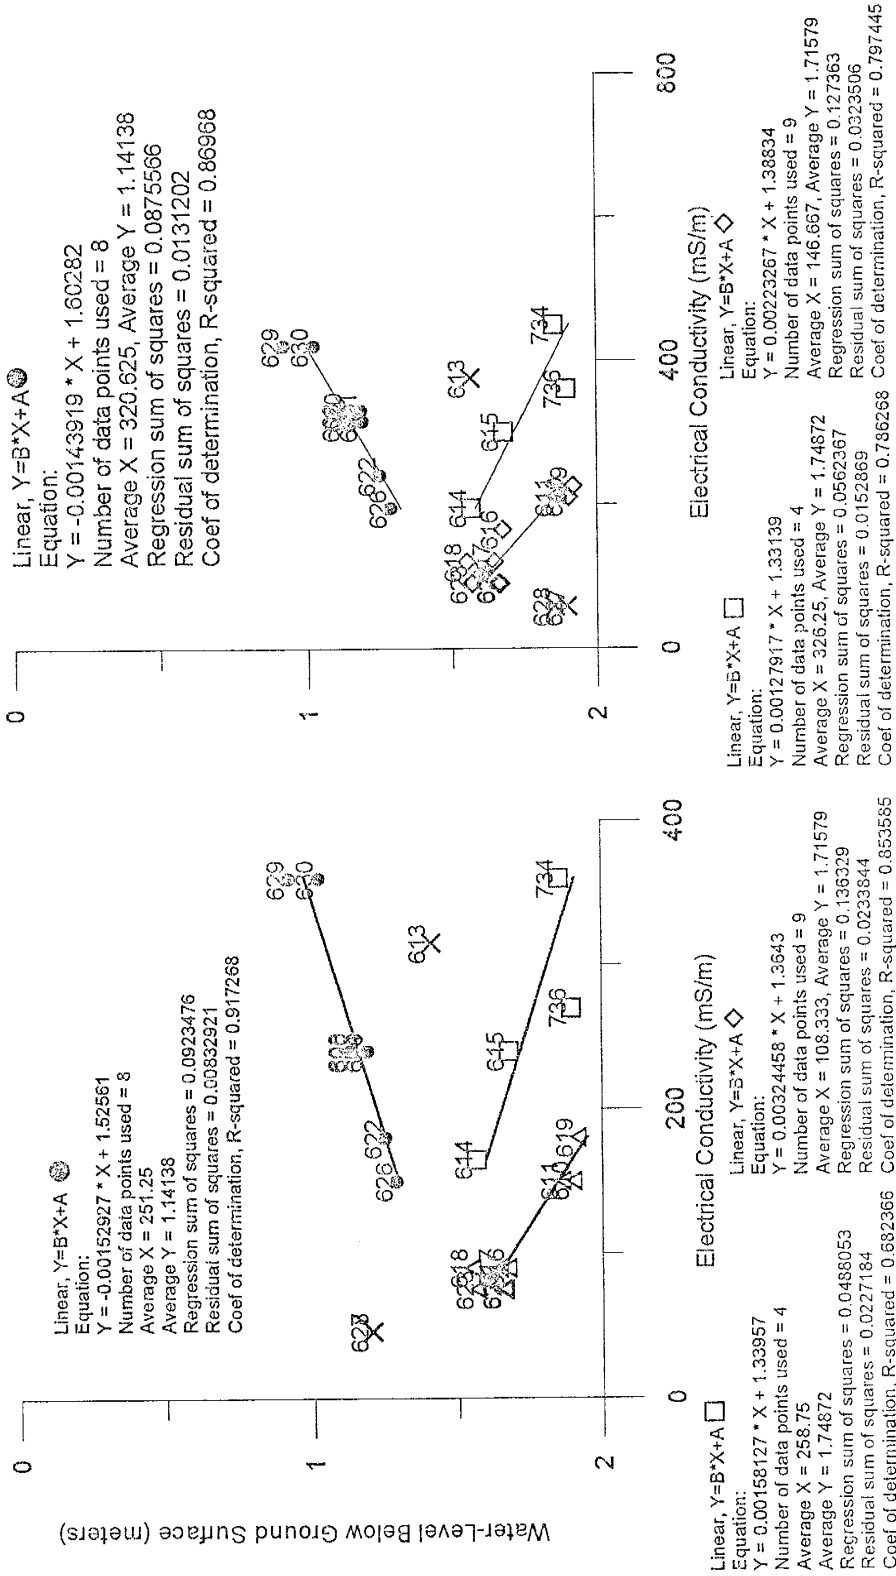 Linear, Y=B*X+A
Equation:
Y = -0.00152927 * X + 1.52561
Number of data points used = 8
Average X = 251.25
Average Y = 1.14138
Regression sum of squares = 0.0923476
Residual sum of squares = 0.00832921
Coef of determination, R-squared = 0.917268
Water-Level Below Ground Surface (meters)
0
1
2
629
630
622
626
613
614
615
736
734
618
611
619
0
200
400
Electrical Conductivity (mS/m)
Linear, Y=B*X+A
Equation:
Y = 0.00158127 * X + 1.33957
Number of data points used = 4
Average X = 258.75
Average Y = 1.74872
Regression sum of squares = 0.0488053
Residual sum of squares = 0.0227184
Coef of determination, R-squared = 0.682366
Linear, Y=B*X+A
Equation:
Y = 0.00324458 * X + 1.3643
Number of data points used = 9
Average X = 108.333, Average Y = 1.71579
Regression sum of squares = 0.136329
Residual sum of squares = 0.0233844
Coef of determination, R-squared = 0.853585
Linear, Y=B*X+A
Equation:
Y = -0.00143919 * X + 1.60282
Number of data points used = 8
Average X = 320.625, Average Y = 1.14138
Regression sum of squares = 0.0875566
Residual sum of squares = 0.0131202
Coef of determination, R-squared = 0.86968
0
1
2
629
630
622
626
613
614
615
736
734
618
616
611
628
0
400
800
Electrical Conductivity (mS/m)
Linear, Y=B*X+A
Equation:
Y = 0.00127917 * X + 1.33139
Number of data points used = 4
Average X = 326.25, Average Y = 1.74872
Regression sum of squares = 0.0562367
Residual sum of squares = 0.0152869
Coef of determination, R-squared = 0.786268
Linear, Y=B*X+A
Equation:
Y = 0.00223267 * X + 1.38834
Number of data points used = 9
Average X = 146.667, Average Y = 1.71579
Regression sum of squares = 0.127363
Residual sum of squares = 0.0323506
Coef of determination, R-squared = 0.797445